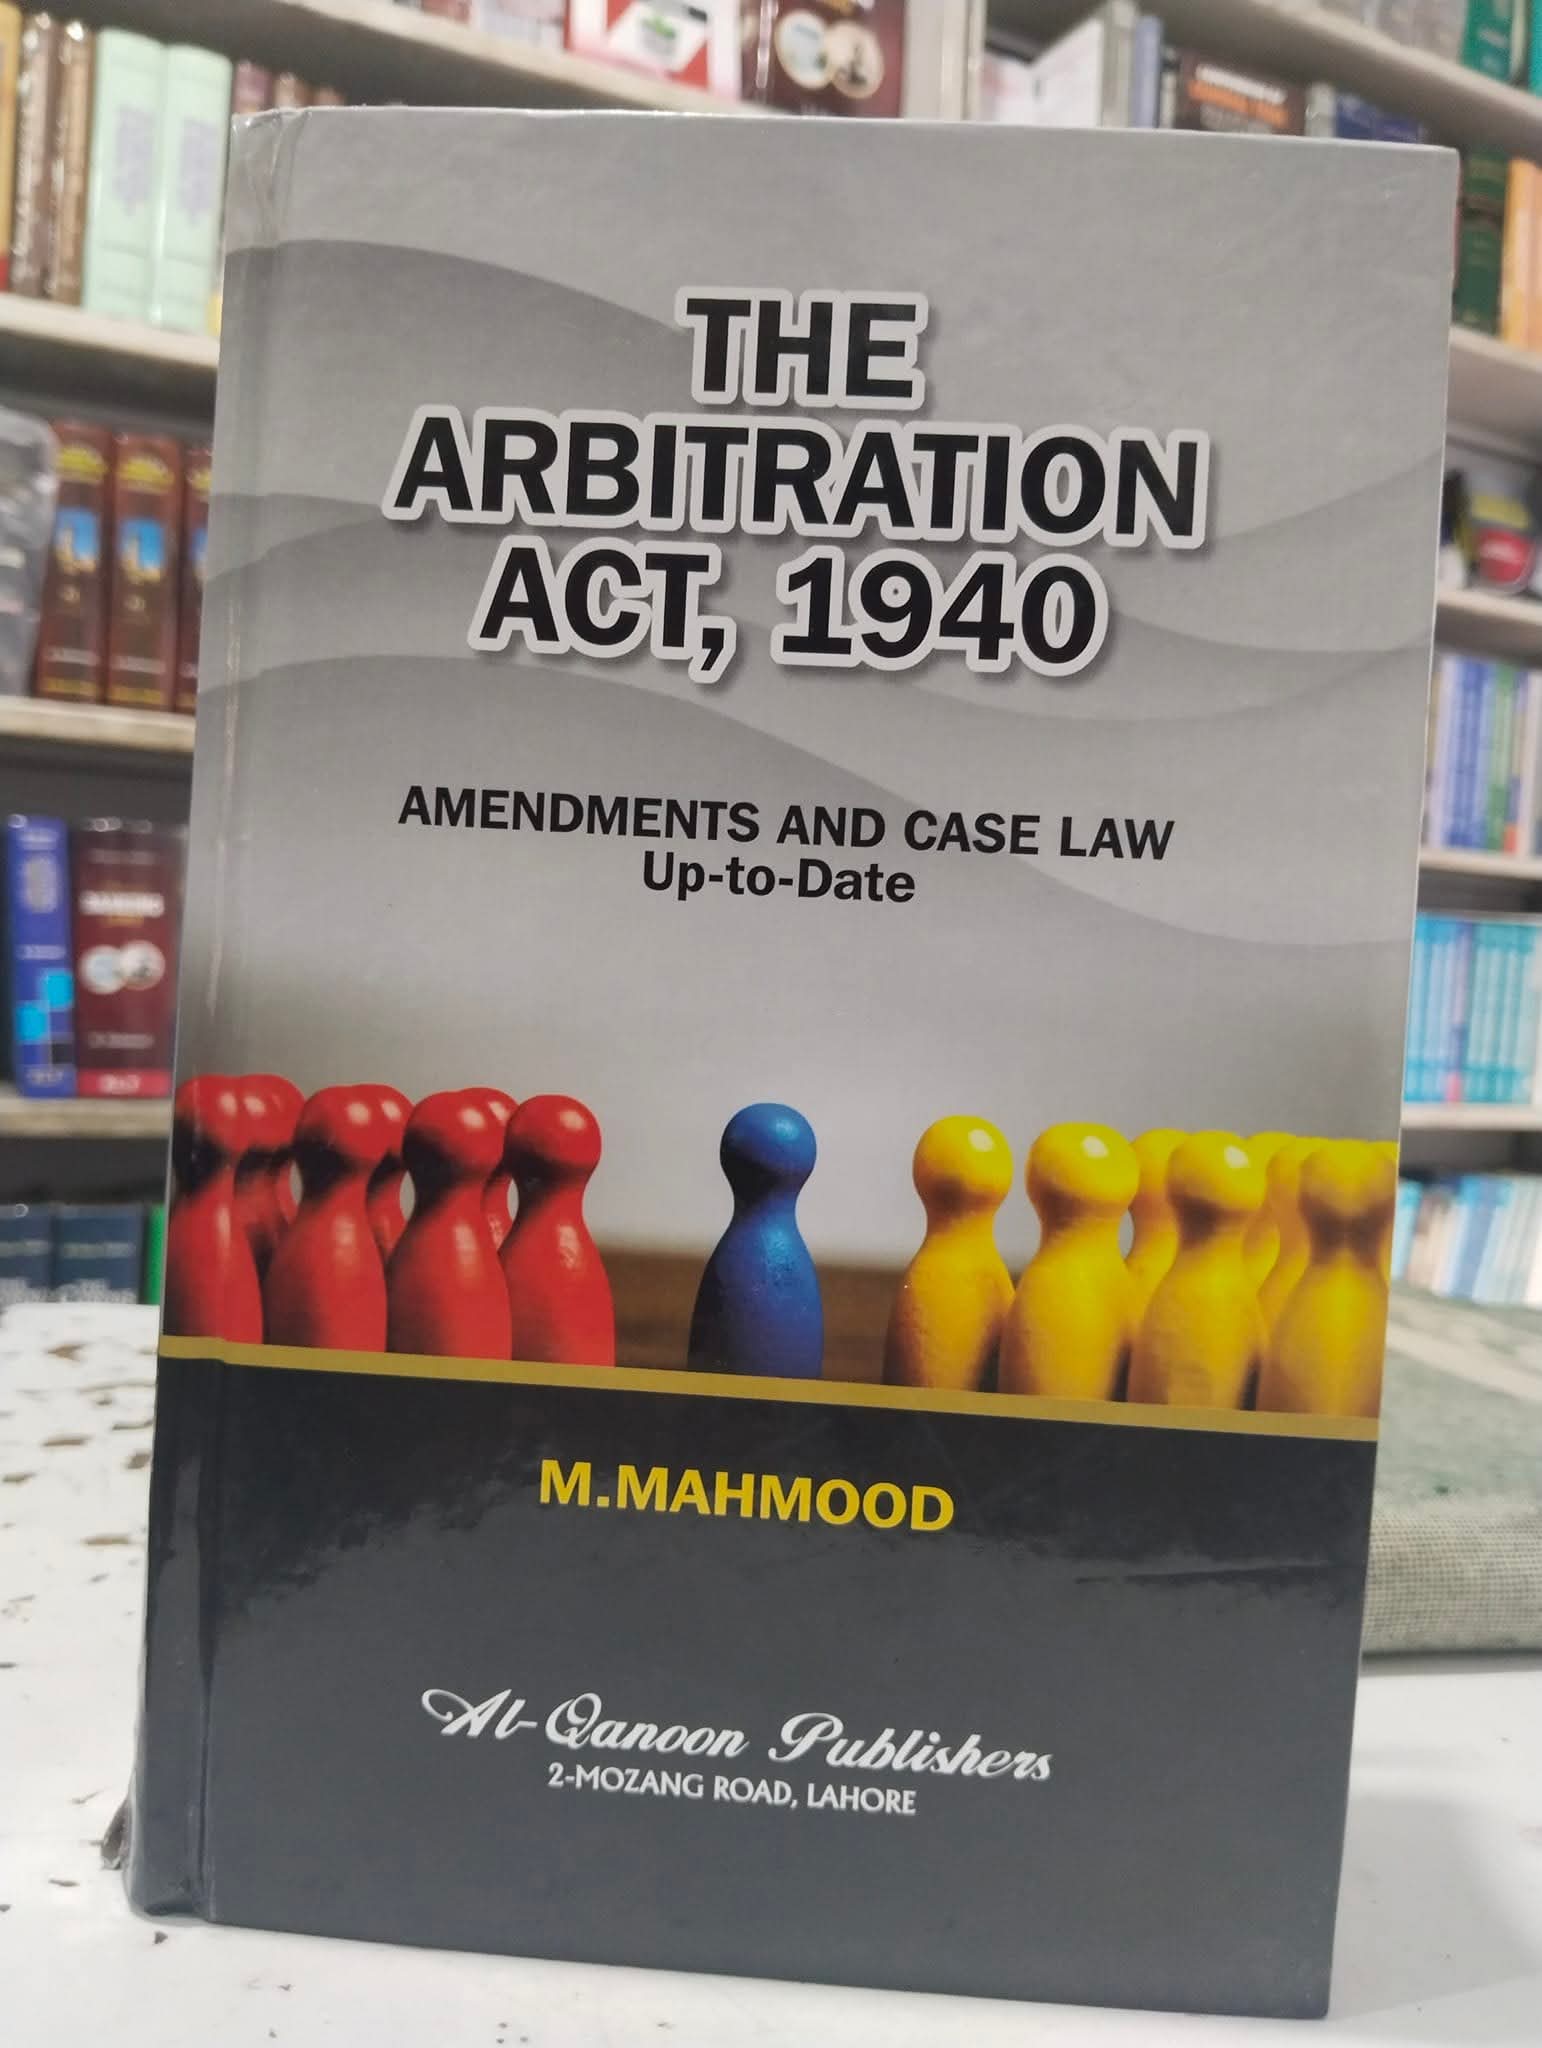 THE
ARBITRATION
ACT, 1940
AMENDMENTS AND CASE LAW
Up-to-Date
M.MAHMOOD
Al-Qanoon Publishers
2-MOZANG ROAD, LAHORE